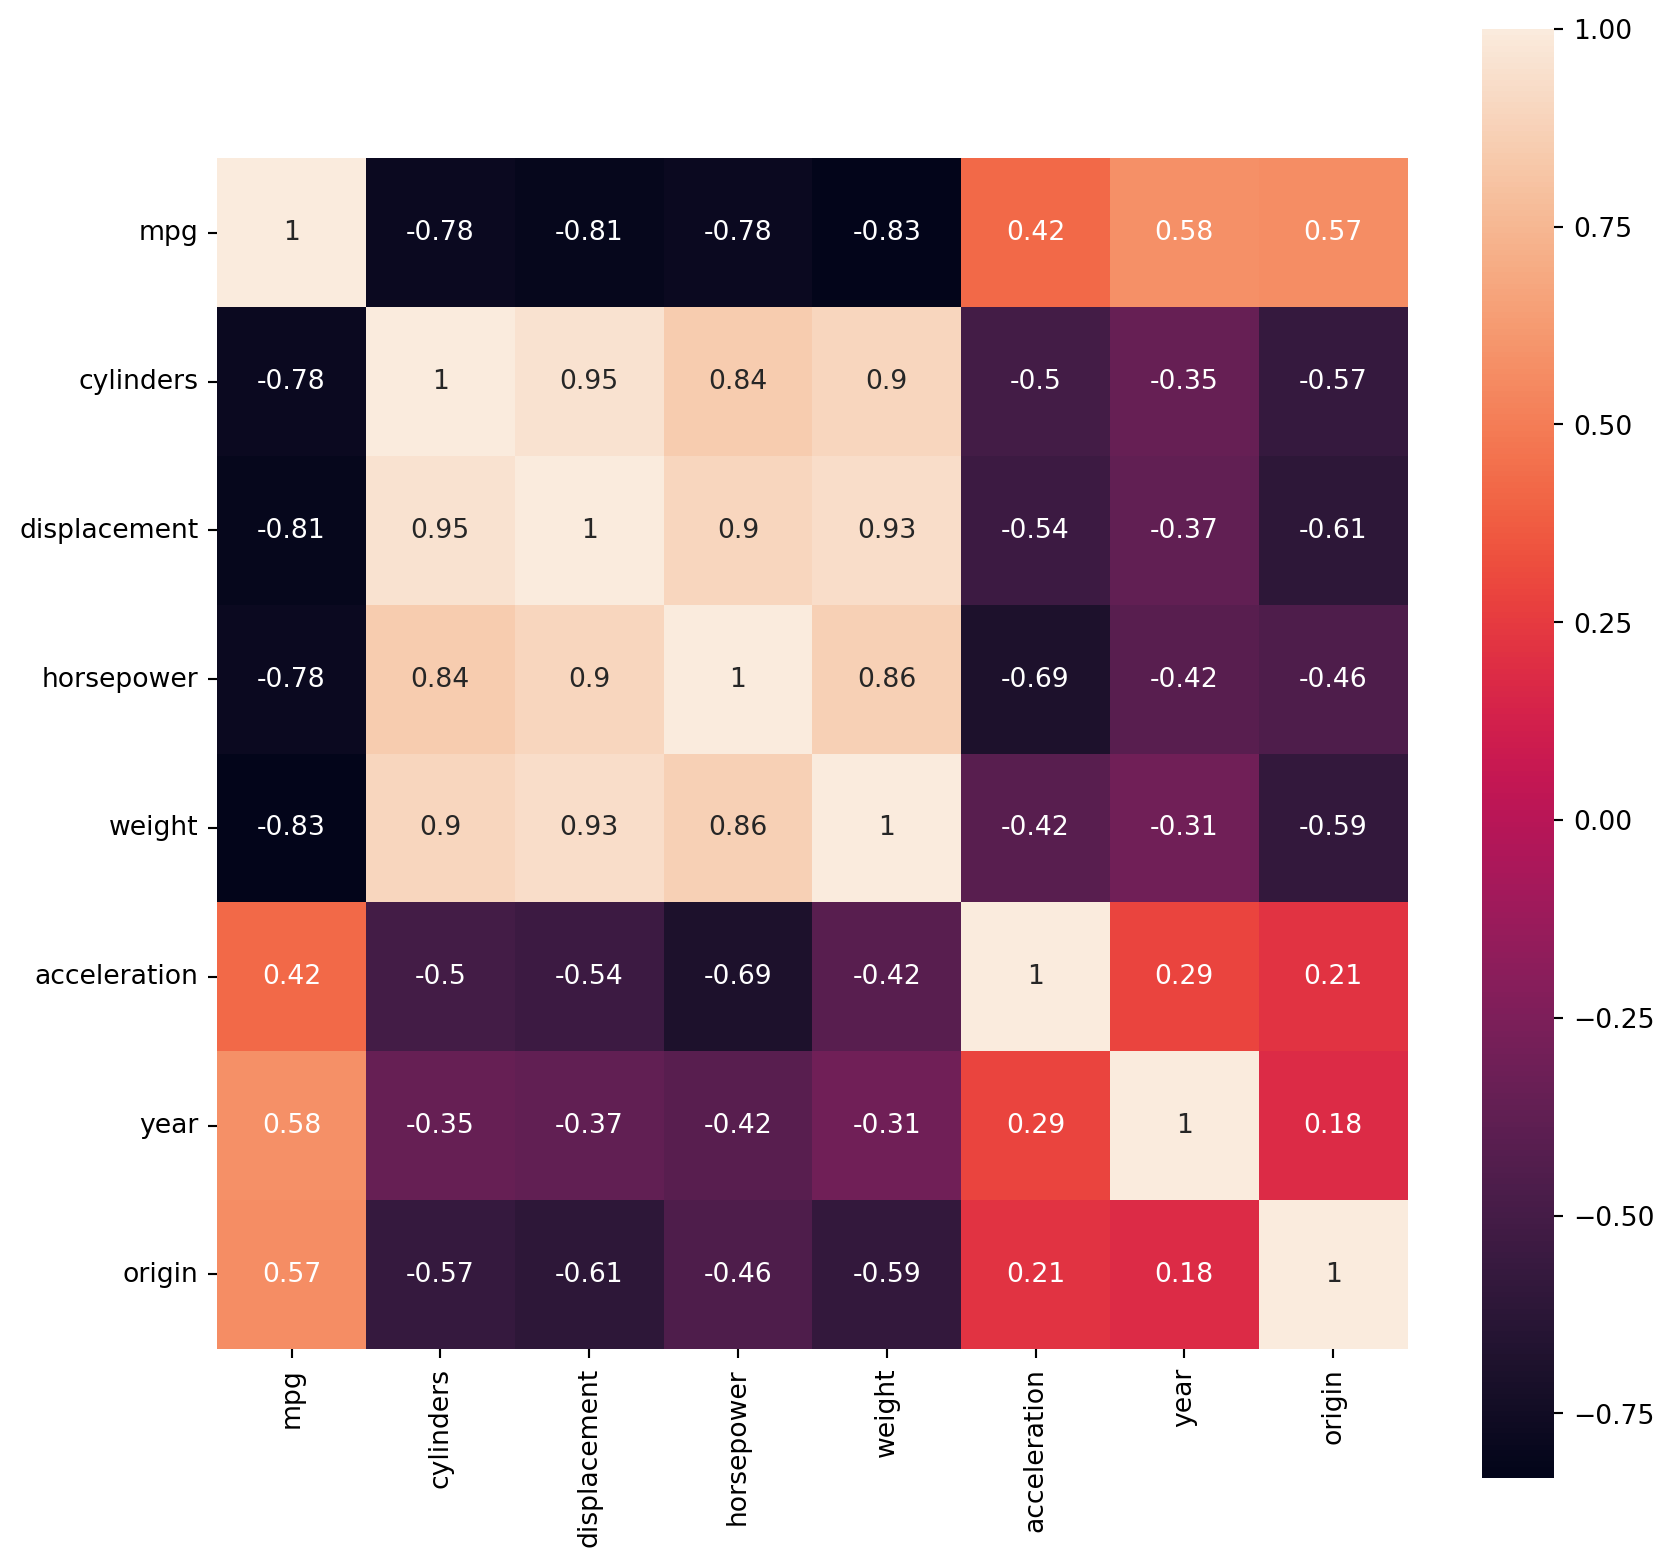 1.00
mpg 1 -0.78 -0.81 -0.78 -0.83 0.42 0.58 0.57
0.75
cylinders -0.78 1 0.95 0.84 0.9 -0.5 -0.35 -0.57
0.50
displacement -0.81 0.95 1 0.9 0.93 -0.54 -0.37 -0.61
0.25
horsepower -0.78 0.84 0.9 1 0.86 -0.69 -0.42 -0.46
0.00
weight -0.83 0.9 0.93 0.86 1 -0.42 -0.31 -0.59
acceleration 0.42 -0.5 -0.54 -0.69 -0.42 1 0.29 0.21
−0.25
year 0.58 -0.35 -0.37 -0.42 -0.31 0.29 1 0.18
−0.50
origin 0.57 -0.57 -0.61 -0.46 -0.59 0.21 0.18 1
−0.75
mpg
cylinders
displacement
horsepower
weight
acceleration
year
origin